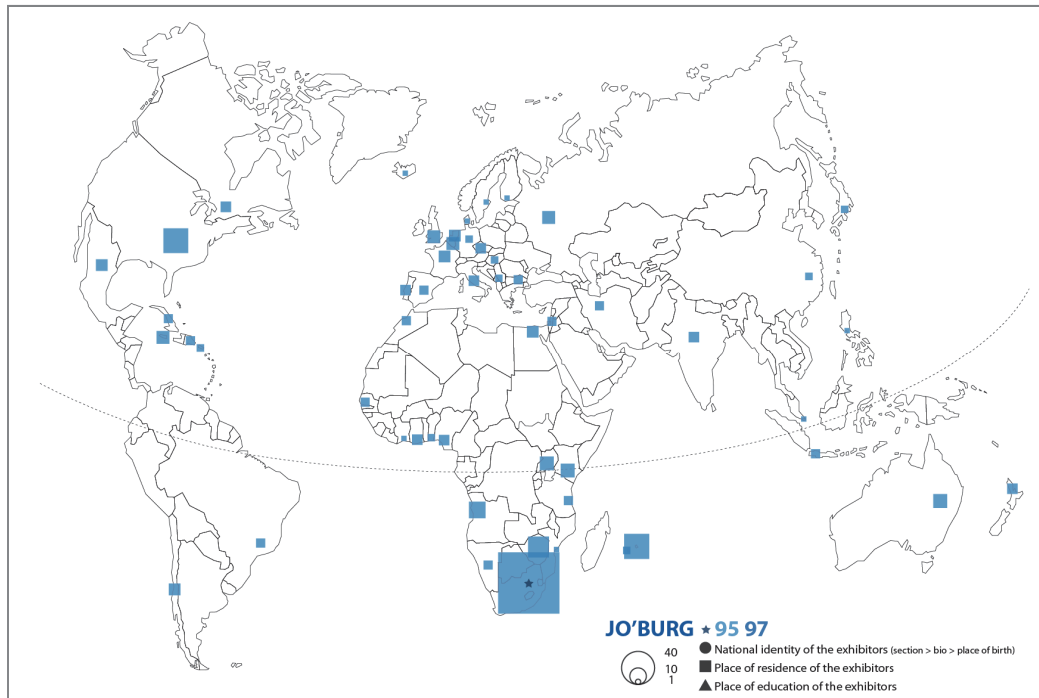 JO'BURG ★ 95 97
National identity of the exhibitors (section > bio > place of birth)
40
10
1
Place of residence of the exhibitors
Place of education of the exhibitors